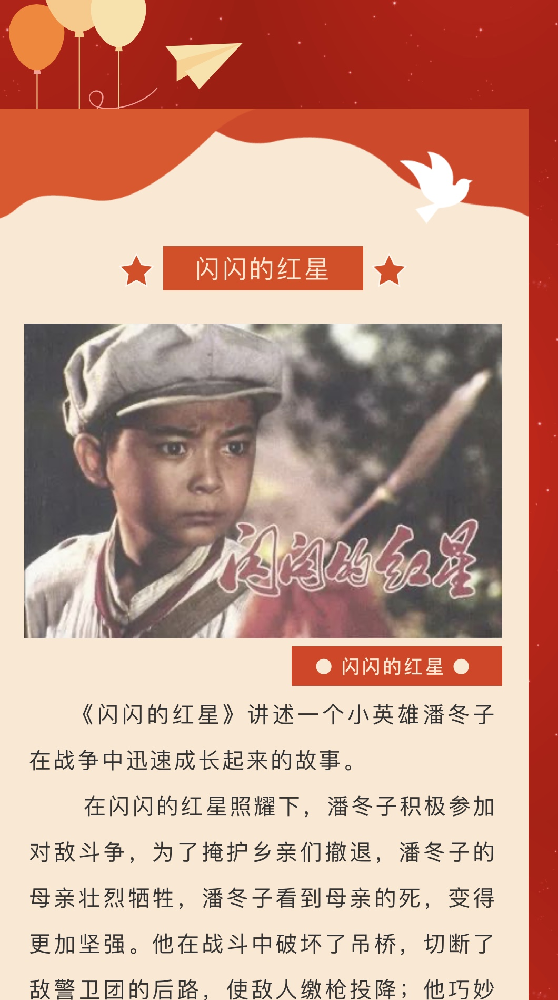 闪闪的红星
闪闪的红星
● 闪闪的红星 ●
《闪闪的红星》讲述一个小英雄潘冬子
在战争中迅速成长起来的故事。
在闪闪的红星照耀下，潘冬子积极参加
对敌斗争，为了掩护乡亲们撤退，潘冬子的
母亲壮烈牺牲，潘冬子看到母亲的死，变得
更加坚强。他在战斗中破坏了吊桥，切断了
敌警卫团的后路，使敌人缴枪投降；他巧妙